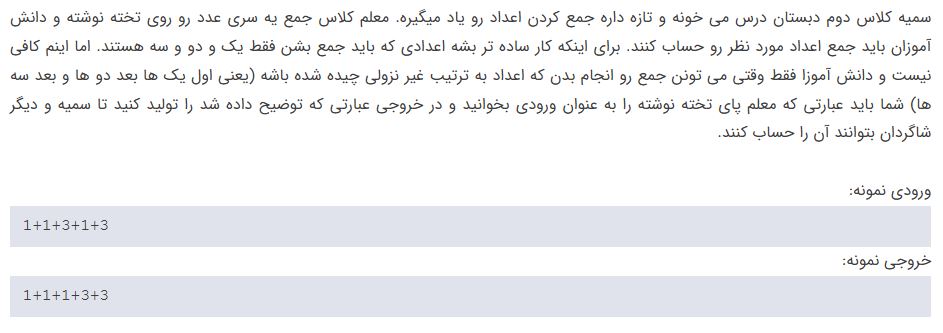 سمیه کلاس دوم دبستان درس می خونه و تازه داره جمع کردن اعداد رو یاد میگیره. معلم کلاس جمع یه سری عدد رو روی تخته نوشته و دانش
آموزان باید جمع اعداد مورد نظر رو حساب کنند. برای اینکه کار ساده تر بشه اعدادی که باید جمع بشن فقط یک و دو و سه هستند. اما اینم کافی
نیست و دانش آموزا فقط وقتی می تونن جمع رو انجام بدن که اعداد به ترتیب غیر نزولی چیده شده باشه (یعنی اول یک ها بعد دو ها و بعد سه
ها) شما باید عبارتی که معلم پای تخته نوشته را به عنوان ورودی بخوانید و در خروجی عبارتی که توضیح داده شد را تولید کنید تا سمیه و دیگر
شاگردان بتوانند آن را حساب کنند.
ورودی نمونه:
1+1+3+1+3
خروجی نمونه:
1+1+1+3+3